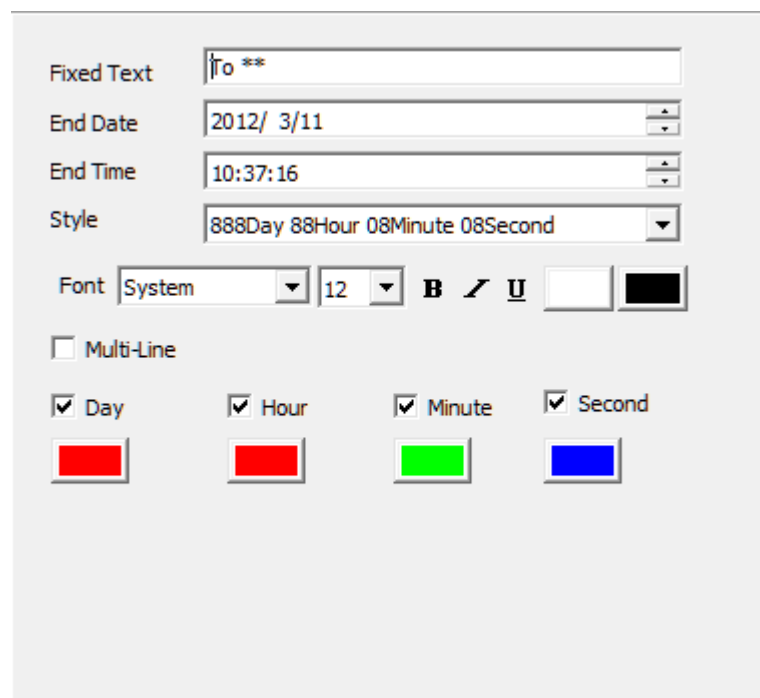 Fixed Text To **
End Date 2012/ 3/11
End Time 10:37:16
Style 888Day 88Hour 08Minute 08Second
Font System 12 B I U
Multi-Line
Day Hour Minute Second